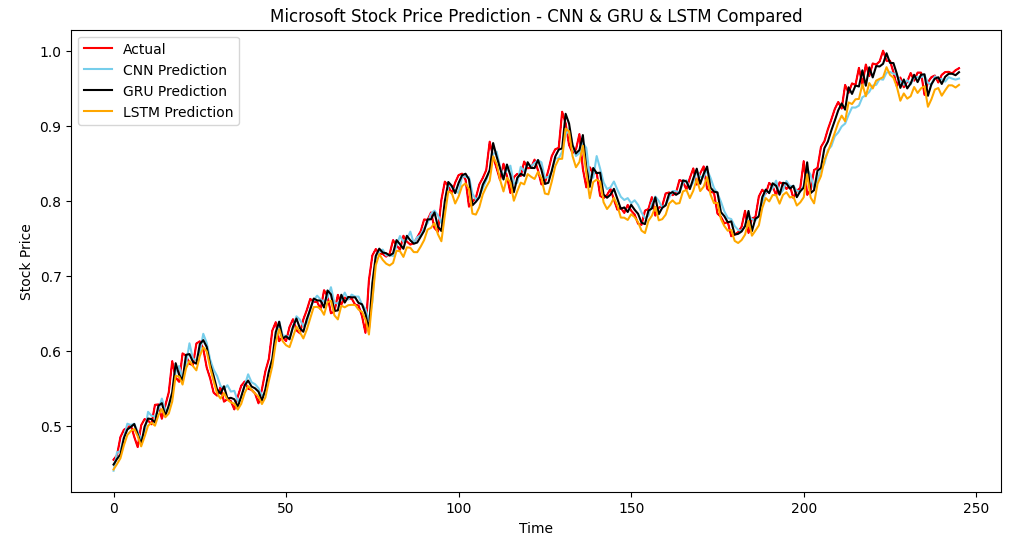 Microsoft Stock Price Prediction - CNN & GRU & LSTM Compared
Actual
CNN Prediction
GRU Prediction
LSTM Prediction
1.0
0.9
0.8
0.7
0.6
0.5
Stock Price
0 50 100 150 200 250
Time